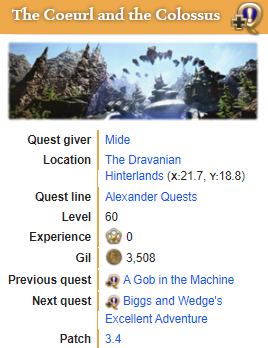 The Coeurl and the Colossus
Quest giver Mide
Location The Dravanian
Hinterlands (X:21.7, Y:18.8)
Quest line Alexander Quests
Level 60
Experience 0
Gil 3,508
Previous quest A Gob in the Machine
Next quest Biggs and Wedge's
Excellent Adventure
Patch 3.4